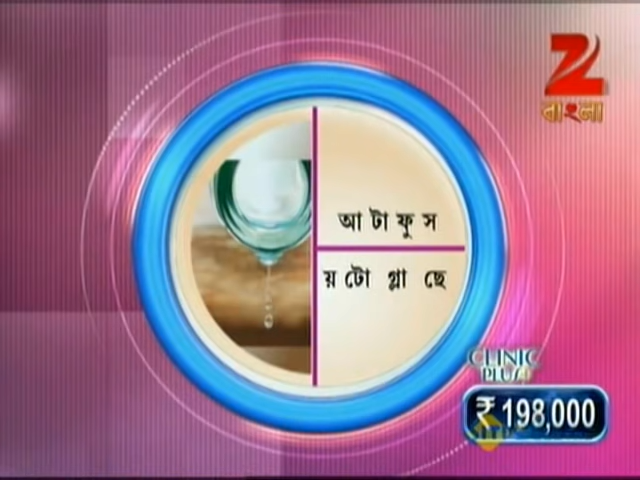 বাংলা
আ টা ফু স
য় টো গ্লা ছে
CLINIC
PLUS+
₹ 198,000